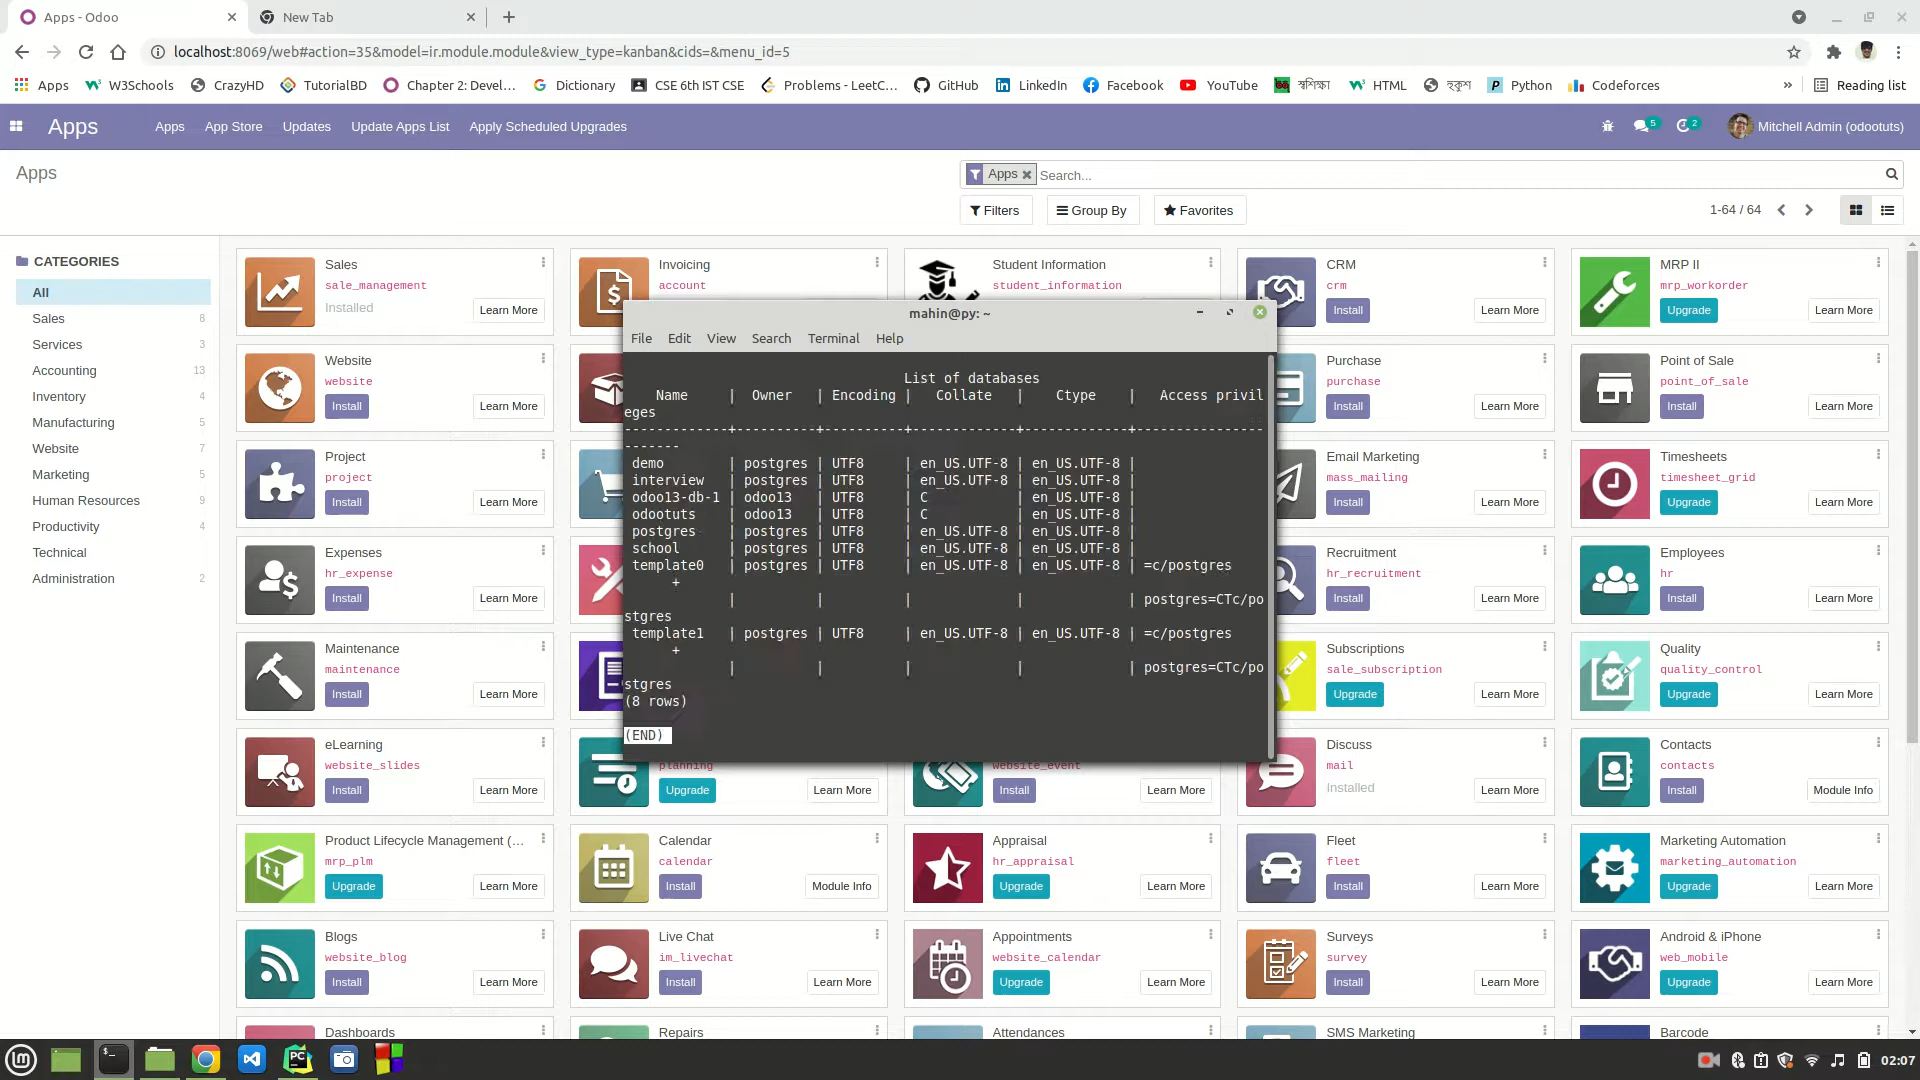 Apps - Odoo
New Tab
localhost:8069/web#action=35&model=ir.module.module&view_type=kanban&cids=&menu_id=5
Apps W3Schools CrazyHD TutorialBD Chapter 2: Devel... Dictionary CSE 6th IST CSE Problems - LeetC... GitHub LinkedIn Facebook YouTube স্বশিক্ষা HTML হুকুশ Python Codeforces » Reading list
Apps Apps App Store Updates Update Apps List Apply Scheduled Upgrades 5 2 Mitchell Admin (odootuts)
Apps
Apps Search...
Filters Group By Favorites 1-64 / 64
CATEGORIES
All
Sales 8
Services 3
Accounting 13
Inventory 4
Manufacturing 5
Website 7
Marketing 5
Human Resources 9
Productivity 4
Technical
Administration 2
Sales Invoicing Student Information CRM MRP II
sale_management account student_information crm mrp_workorder
Installed Learn More Install Learn More Upgrade Learn More
Website Purchase Point of Sale
website purchase point_of_sale
Install Learn More Install Learn More Install Learn More
Project Email Marketing Timesheets
project mass_mailing timesheet_grid
Install Learn More Install Learn More Upgrade Learn More
Expenses Recruitment Employees
hr_expense hr_recruitment hr
Install Learn More Install Learn More Install Learn More
Maintenance Subscriptions Quality
maintenance sale_subscription quality_control
Install Learn More Upgrade Learn More Upgrade Learn More
mahin@py: ~
File Edit View Search Terminal Help
List of databases
Name | Owner | Encoding | Collate | Ctype | Access privil
eges
-------------+----------+----------+-------------+-------------+----------------
-------
demo | postgres | UTF8 | en_US.UTF-8 | en_US.UTF-8 |
interview | postgres | UTF8 | en_US.UTF-8 | en_US.UTF-8 |
odoo13-db-1 | odoo13 | UTF8 | C | en_US.UTF-8 |
odootuts | odoo13 | UTF8 | C | en_US.UTF-8 |
postgres | postgres | UTF8 | en_US.UTF-8 | en_US.UTF-8 |
school | postgres | UTF8 | en_US.UTF-8 | en_US.UTF-8 |
template0 | postgres | UTF8 | en_US.UTF-8 | en_US.UTF-8 | =c/postgres
+
| | | | | postgres=CTc/po
stgres
template1 | postgres | UTF8 | en_US.UTF-8 | en_US.UTF-8 | =c/postgres
+
| | | | | postgres=CTc/po
stgres
(8 rows)
(END)
eLearning Discuss Contacts
website_slides planning website_event mail contacts
Install Learn More Upgrade Learn More Install Learn More Installed Learn More Install Module Info
Product Lifecycle Management (... Calendar Appraisal Fleet Marketing Automation
mrp_plm calendar hr_appraisal fleet marketing_automation
Upgrade Learn More Install Module Info Upgrade Learn More Install Learn More Upgrade Learn More
Blogs Live Chat Appointments Surveys Android & iPhone
website_blog im_livechat website_calendar survey web_mobile
Install Learn More Install Learn More Upgrade Learn More Install Learn More Upgrade Learn More
Dashboards Repairs Attendances SMS Marketing Barcode
02:07